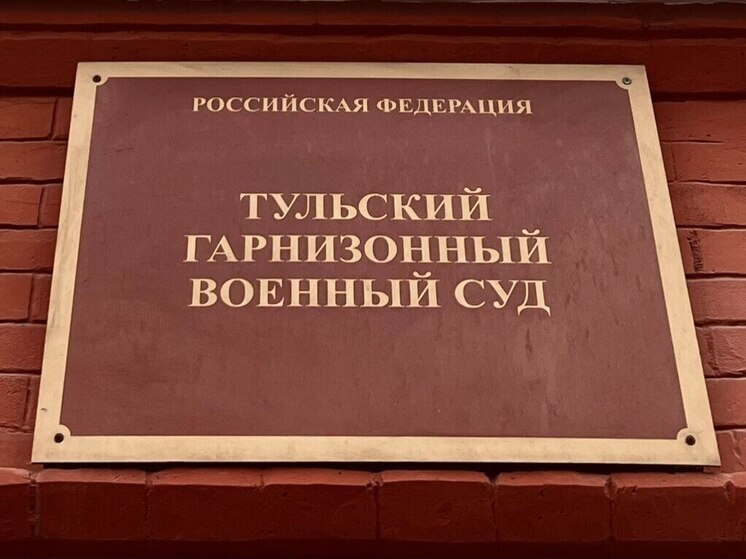 РОССИЙСКАЯ ФЕДЕРАЦИЯ
ТУЛЬСКИЙ
ГАРНИЗОННЫЙ
ВОЕННЫЙ СУД